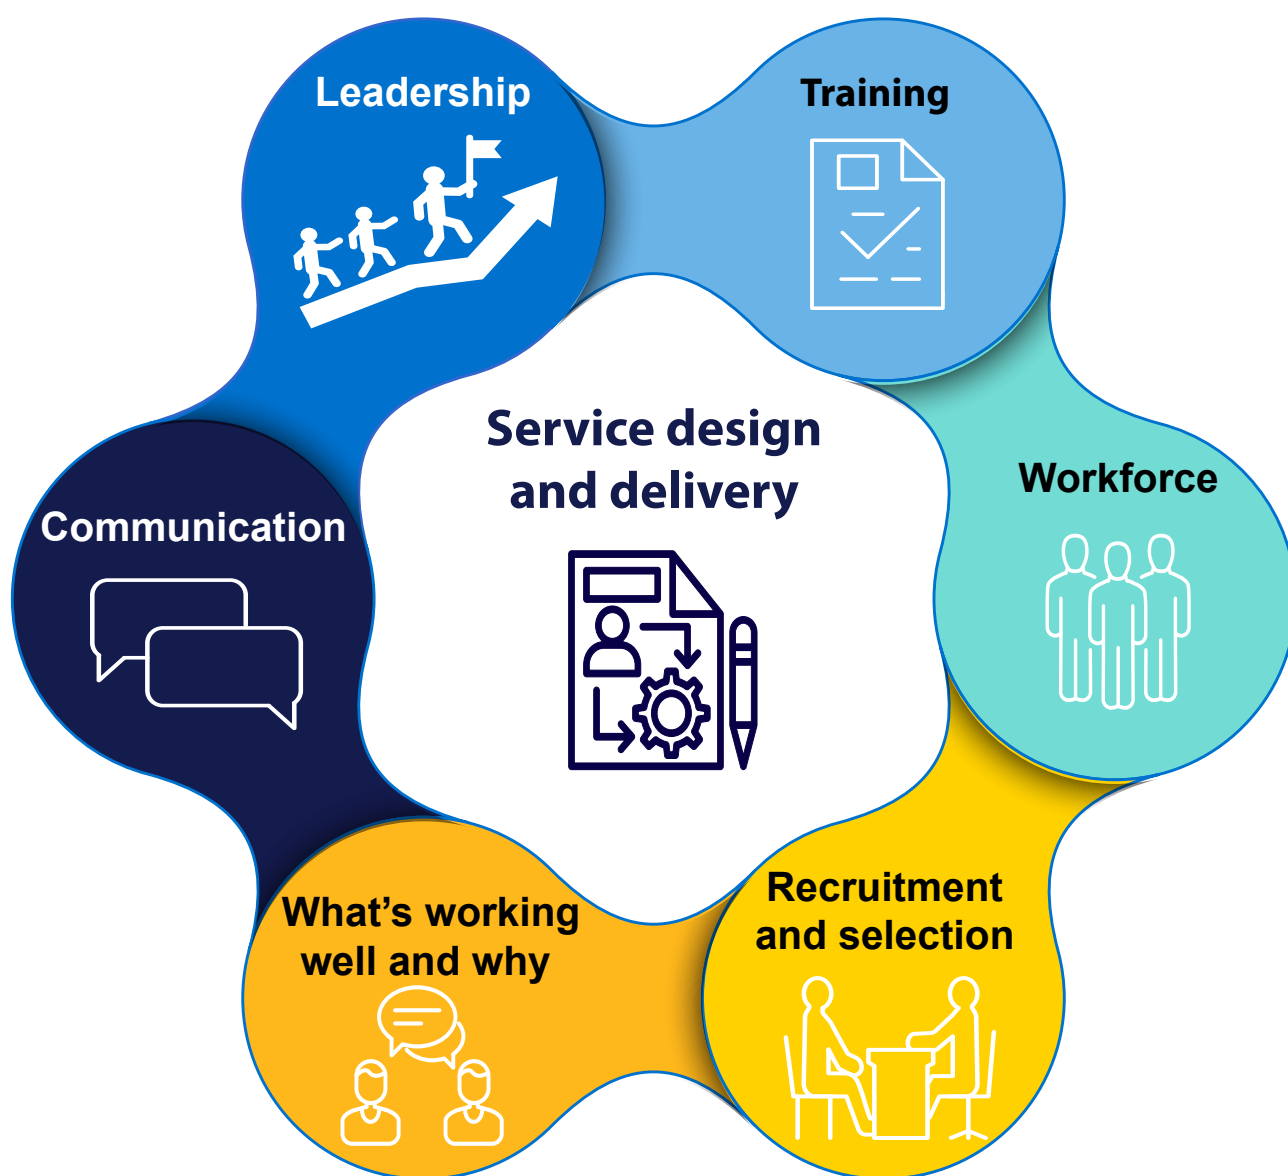 Leadership
Training
Service design
and delivery
Workforce
Communication
What’s working
well and why
Recruitment
and selection